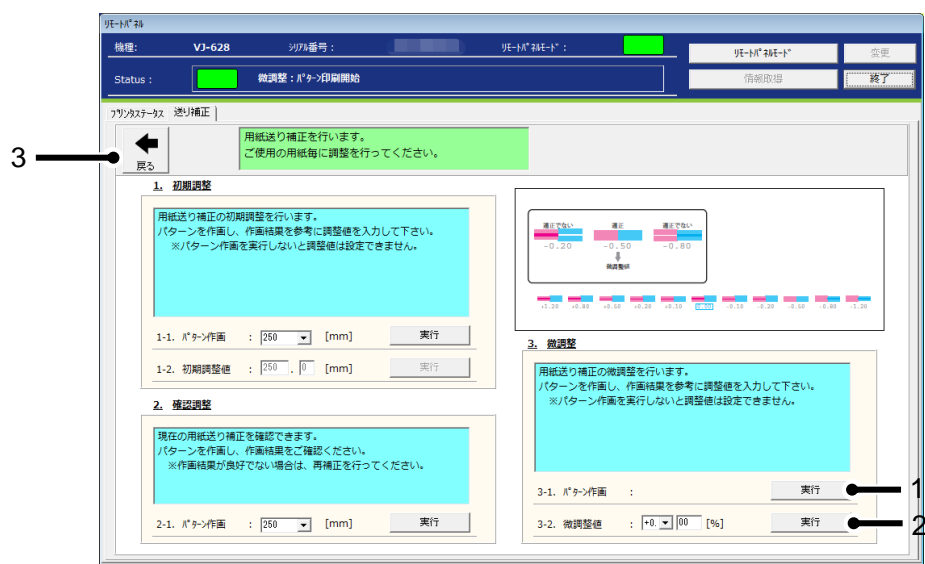 ﾘﾓｰﾄﾊﾟﾈﾙ
機種: VJ-628 ｼﾘｱﾙ番号： ﾘﾓｰﾄﾊﾟﾈﾙﾓｰﾄﾞ： ﾘﾓｰﾄﾊﾟﾈﾙﾓｰﾄﾞ 変更
Status： 微調整：ﾊﾟﾀｰﾝ印刷開始 情報取得 終了
ﾌﾟﾘﾝﾀｽﾃｰﾀｽ 送り補正
戻る
3
用紙送り補正を行います。
ご使用の用紙毎に調整を行ってください。
1. 初期調整
用紙送り補正の初期調整を行います。
パターンを作画し、作画結果を参考に調整値を入力して下さい。
※パターン作画を実行しないと調整値は設定できません。
1-1. ﾊﾟﾀｰﾝ作画 ： 250 [mm] 実行
1-2. 初期調整値 ： 250 . 0 [mm] 実行
2. 確認調整
現在の用紙送り補正を確認できます。
パターンを作画し、作画結果をご確認ください。
※作画結果が良好でない場合は、再補正を行ってください。
2-1. ﾊﾟﾀｰﾝ作画 ： 250 [mm] 実行
適正でない 適正 適正でない
-0.20 -0.50 -0.80
微調整値
+0.50 +0.20 +0.10 0.00 -0.10 -0.20 -0.50 -0.80 -1.20
3. 微調整
用紙送り補正の微調整を行います。
パターンを作画し、作画結果を参考に調整値を入力して下さい。
※パターン作画を実行しないと調整値は設定できません。
3-1. ﾊﾟﾀｰﾝ作画 ： 実行
1
3-2. 微調整値 ： +0. 00 [%] 実行
2